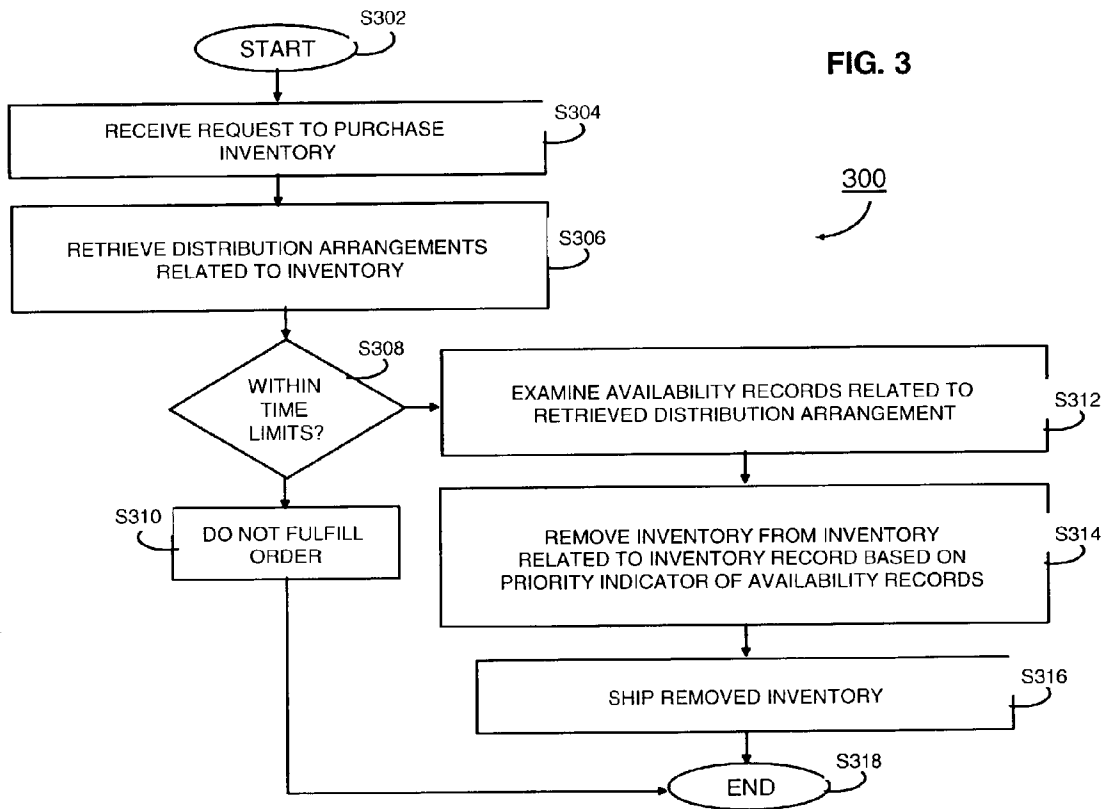 S302
START
FIG. 3
S304
RECEIVE REQUEST TO PURCHASE
INVENTORY
300
S306
RETRIEVE DISTRIBUTION ARRANGEMENTS
RELATED TO INVENTORY
S308
WITHIN
TIME
LIMITS?
EXAMINE AVAILABILITY RECORDS RELATED TO
RETRIEVED DISTRIBUTION ARRANGEMENT
S312
S310
DO NOT FULFILL
ORDER
REMOVE INVENTORY FROM INVENTORY
RELATED TO INVENTORY RECORD BASED ON
PRIORITY INDICATOR OF AVAILABILITY RECORDS
S314
SHIP REMOVED INVENTORY
S316
END
S318